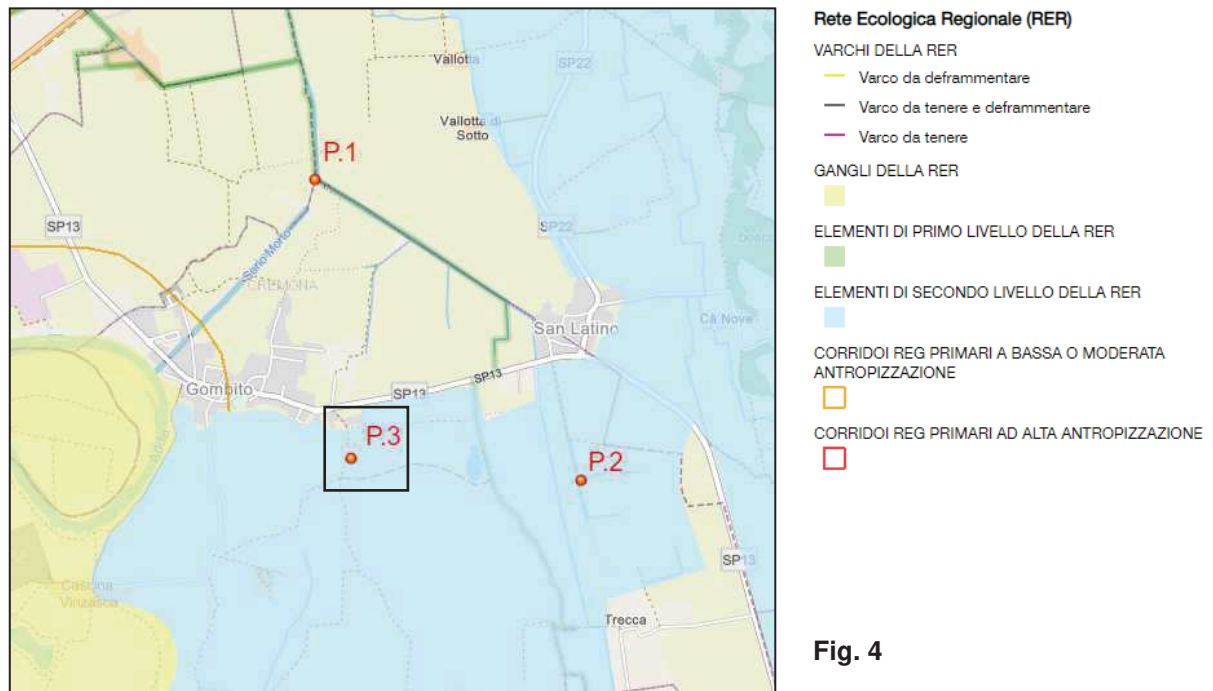 Vallotta
SP22
Vallotta di
Sotto
P.1
SP13
SP22
Serio Morto
CREMONA
San Latino
Cà Nova
SP13
Gombito
SP13
Adda
P.3
P.2
SP13
Cascina
Vinzasca
Trecca
Rete Ecologica Regionale (RER)
VARCHI DELLA RER
Varco da deframmentare
Varco da tenere e deframmentare
Varco da tenere
GANGLI DELLA RER
ELEMENTI DI PRIMO LIVELLO DELLA RER
ELEMENTI DI SECONDO LIVELLO DELLA RER
CORRIDOI REG PRIMARI A BASSA O MODERATA
ANTROPIZZAZIONE
CORRIDOI REG PRIMARI AD ALTA ANTROPIZZAZIONE
Fig. 4